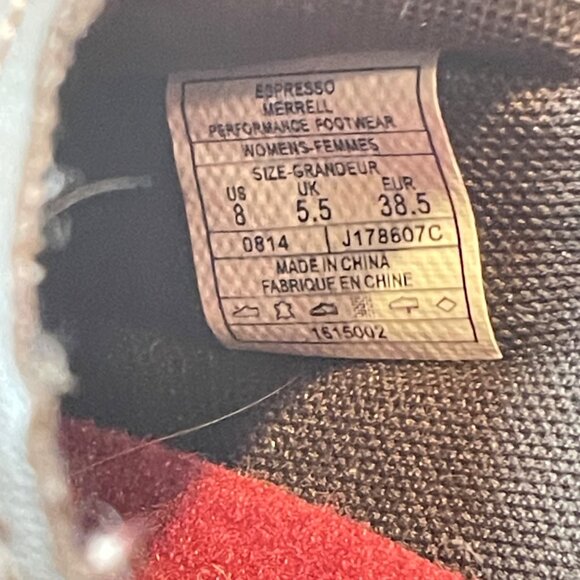 ESPRESSO
MERRELL
PERFORMANCE FOOTWEAR
WOMENS-FEMMES
SIZE-GRANDEUR
US UK EUR
8 5.5 38.5
0814 J178607C
MADE IN CHINA
FABRIQUE EN CHINE
1615002